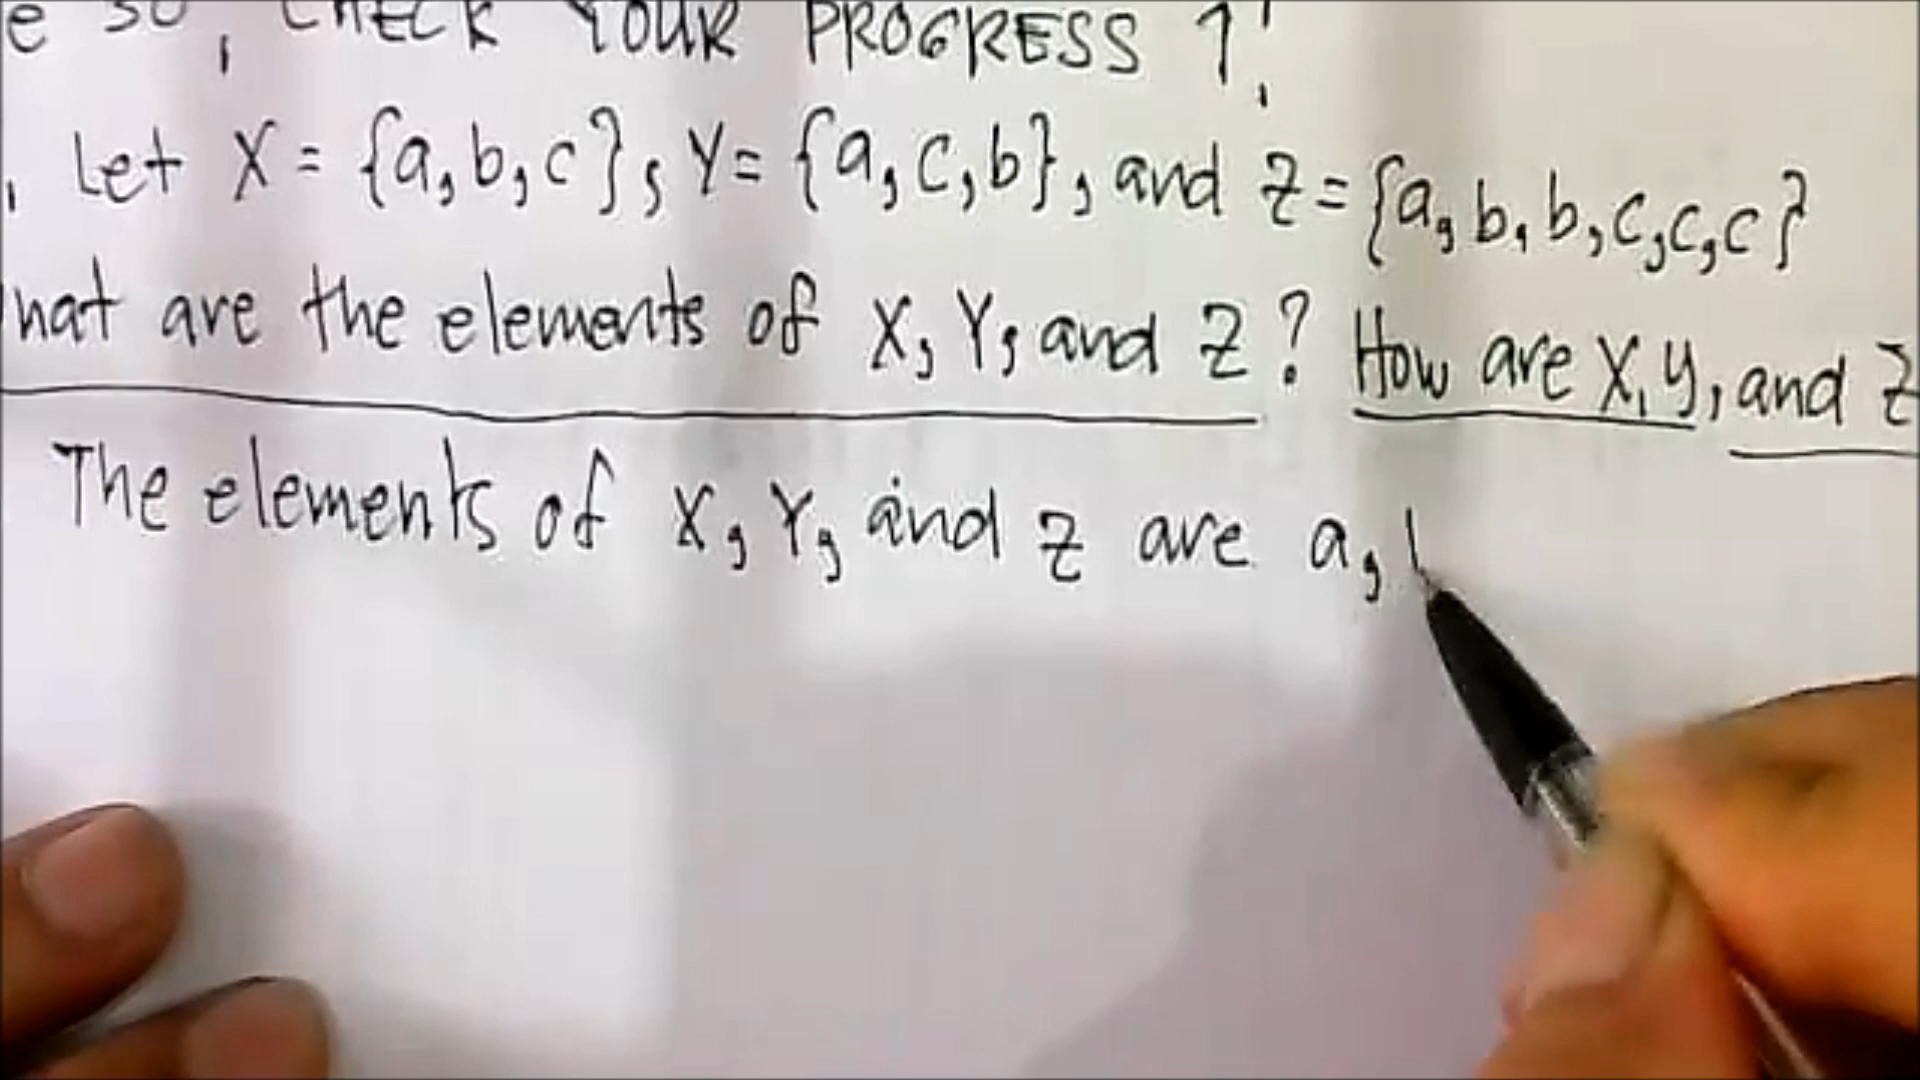 e so, CHECK YOUR PROGRESS 1!
. Let X = {a, b, c}, Y = {a, c, b}, and Z = {a, b, b, c, c, c}
hat are the elements of X, Y, and Z? How are X, Y, and Z
The elements of X, Y, and Z are a,